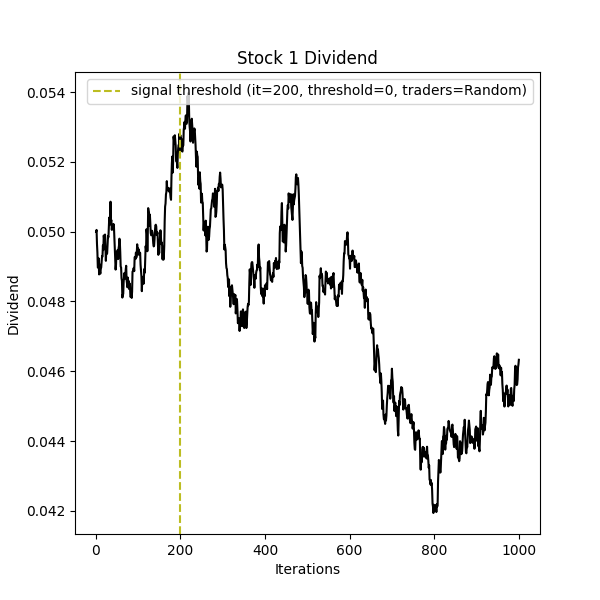 Stock 1 Dividend
signal threshold (it=200, threshold=0, traders=Random)
0.054
0.052
0.050
0.048
0.046
0.044
0.042
Dividend
0 200 400 600 800 1000
Iterations